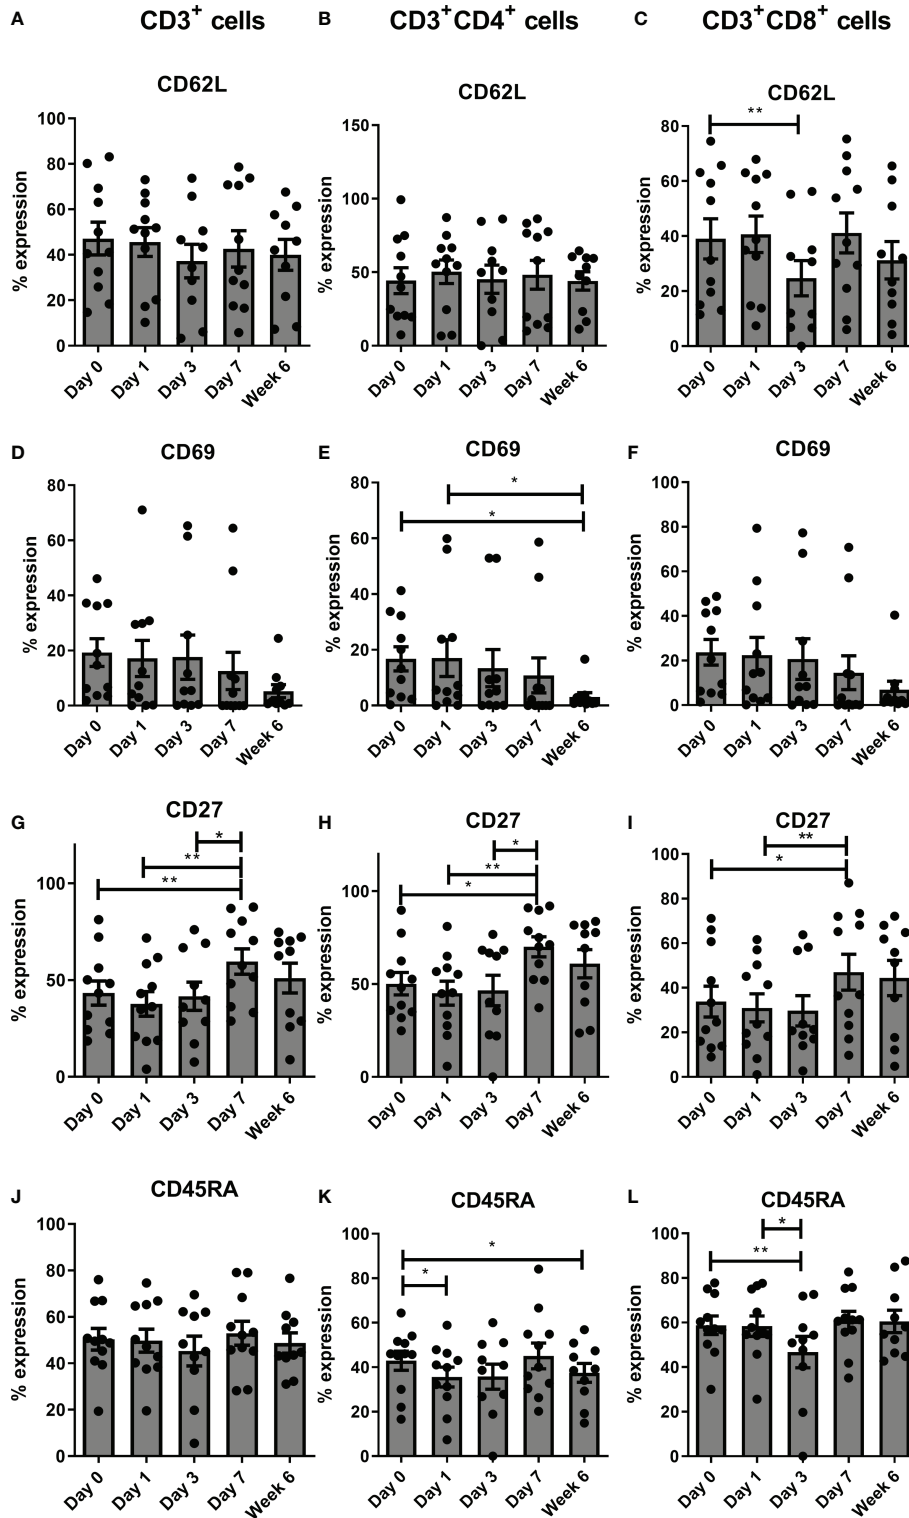 A CD3+ cells B CD3+CD4+ cells C CD3+CD8+ cells
CD62L
% expression
100
80
60
40
20
0
Day 0 Day 1 Day 3 Day 7 Week 6
CD62L
% expression
150
100
50
0
Day 0 Day 1 Day 3 Day 7 Week 6
CD62L
**
% expression
80
60
40
20
0
Day 0 Day 1 Day 3 Day 7 Week 6
D CD69
% expression
80
60
40
20
0
Day 0 Day 1 Day 3 Day 7 Week 6
E CD69
*
*
% expression
80
60
40
20
0
Day 0 Day 1 Day 3 Day 7 Week 6
F CD69
% expression
100
80
60
40
20
0
Day 0 Day 1 Day 3 Day 7 Week 6
G CD27
*
**
**
% expression
100
50
0
Day 0 Day 1 Day 3 Day 7 Week 6
H CD27
*
**
*
% expression
100
50
0
Day 0 Day 1 Day 3 Day 7 Week 6
I CD27
**
*
% expression
100
80
60
40
20
0
Day 0 Day 1 Day 3 Day 7 Week 6
J CD45RA
% expression
100
80
60
40
20
0
Day 0 Day 1 Day 3 Day 7 Week 6
K CD45RA
*
*
% expression
100
80
60
40
20
0
Day 0 Day 1 Day 3 Day 7 Week 6
L CD45RA
*
**
% expression
100
80
60
40
20
0
Day 0 Day 1 Day 3 Day 7 Week 6